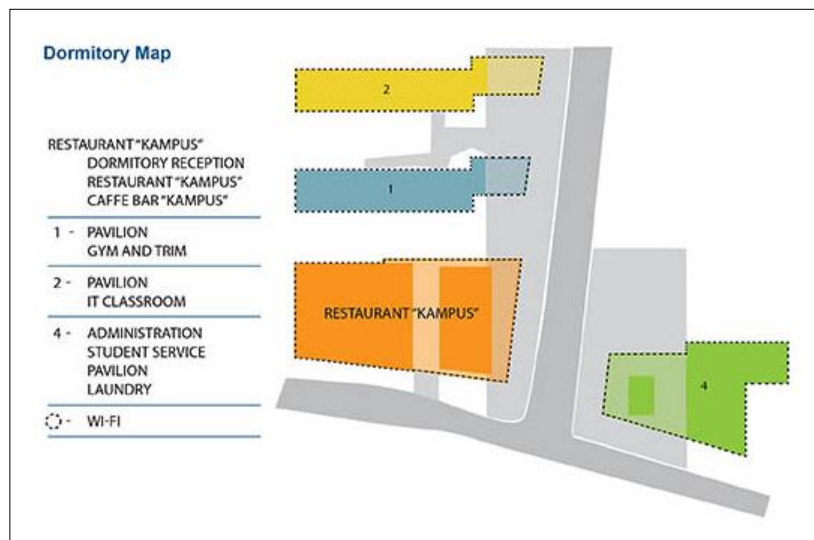 Dormitory Map
RESTAURANT "KAMPUS"
DORMITORY RECEPTION
RESTAURANT "KAMPUS"
CAFFE BAR "KAMPUS"
1 - PAVILION
GYM AND TRIM
2 - PAVILION
IT CLASSROOM
4 - ADMINISTRATION
STUDENT SERVICE
PAVILION
LAUNDRY
- WI-FI
2
1
RESTAURANT "KAMPUS"
4